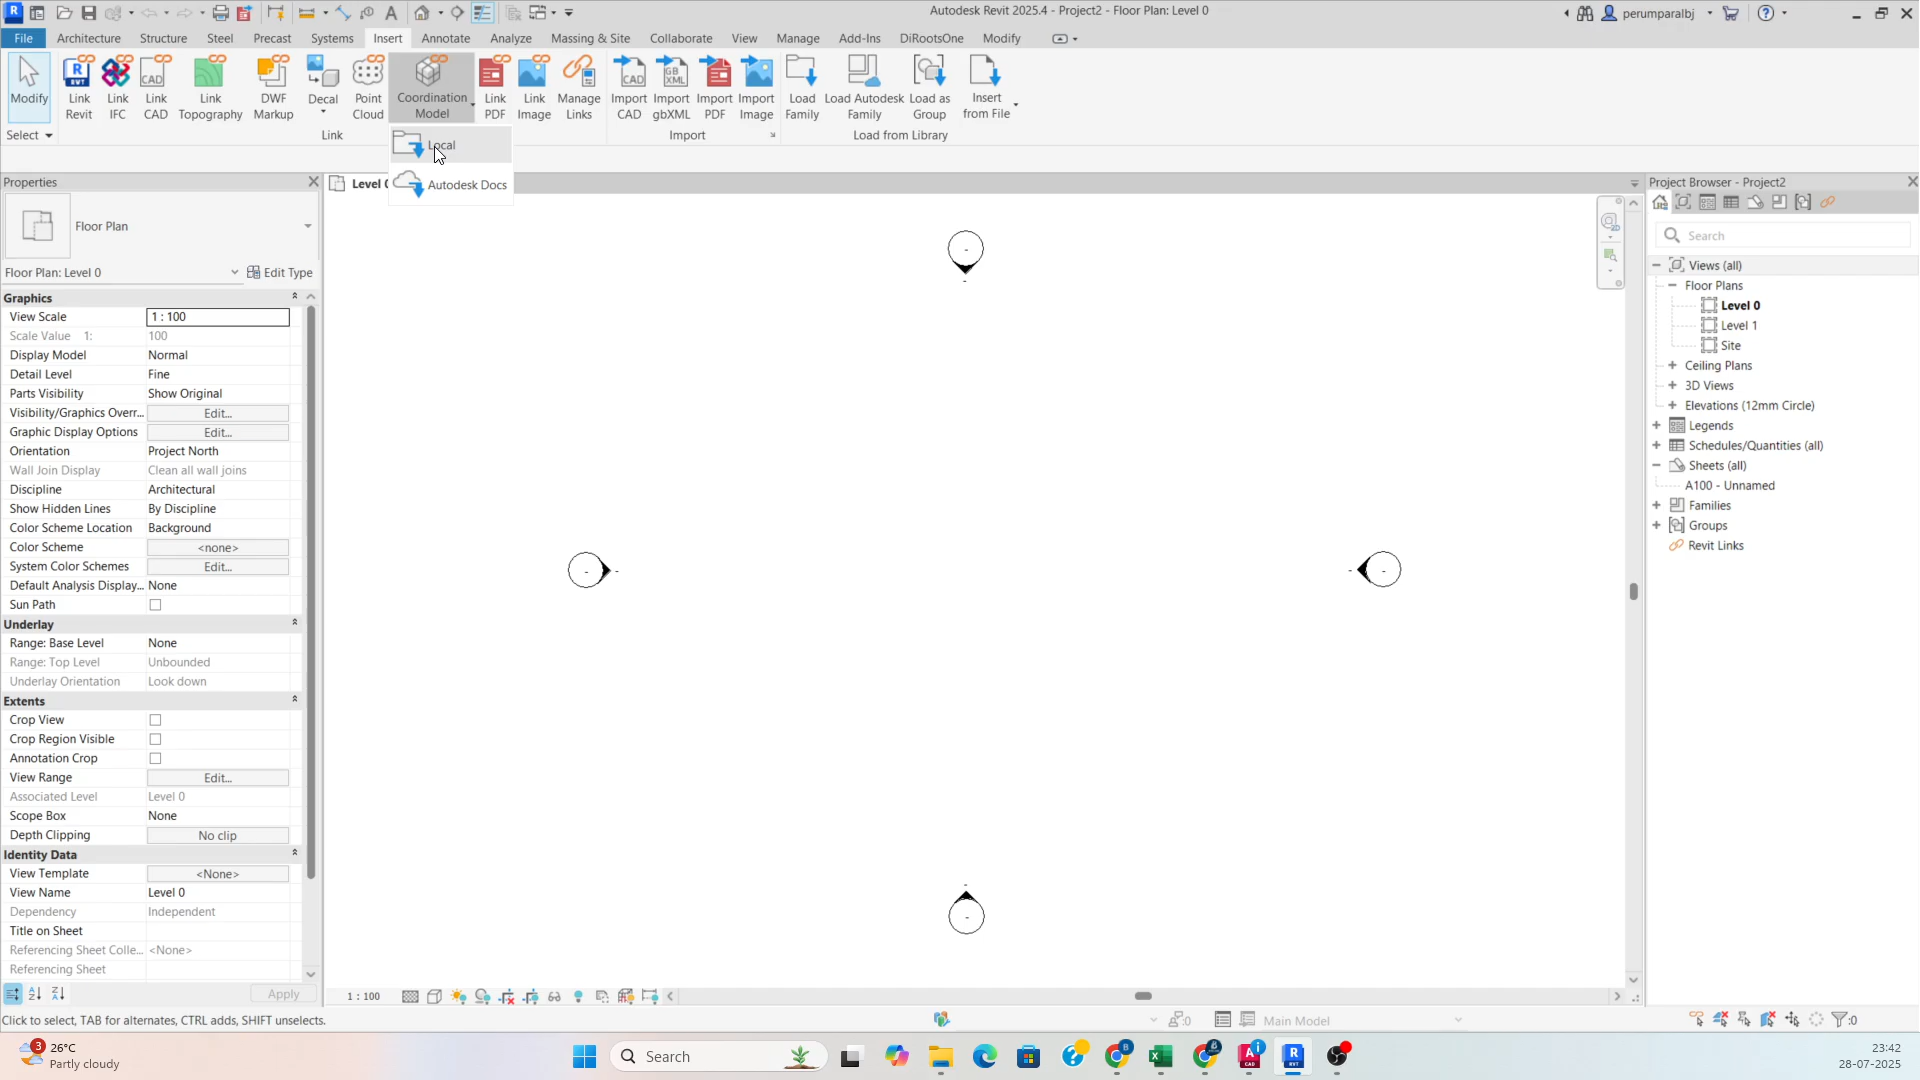 Autodesk Revit 2025.4 - Project2 - Floor Plan: Level 0
perumparalbj
File
Architecture
Structure
Steel
Precast
Systems
Insert
Annotate
Analyze
Massing & Site
Collaborate
View
Manage
Add-Ins
DiRootsOne
Modify
Modify
Link Revit
Link IFC
Link CAD
Link Topography
DWF Markup
Decal
Point Cloud
Coordination Model
Link PDF
Link Image
Manage Links
Import CAD
Import gbXML
Import PDF
Import Image
Load Family
Load Autodesk Family
Load as Group
Insert from File
Select
Link
Import
Load from Library
Local
Autodesk Docs
Properties
Level 0
Floor Plan
Floor Plan: Level 0
Edit Type
Graphics
View Scale 1 : 100
Scale Value 1: 100
Display Model Normal
Detail Level Fine
Parts Visibility Show Original
Visibility/Graphics Overr... Edit...
Graphic Display Options Edit...
Orientation Project North
Wall Join Display Clean all wall joins
Discipline Architectural
Show Hidden Lines By Discipline
Color Scheme Location Background
Color Scheme <none>
System Color Schemes Edit...
Default Analysis Display... None
Sun Path
Underlay
Range: Base Level None
Range: Top Level Unbounded
Underlay Orientation Look down
Extents
Crop View
Crop Region Visible
Annotation Crop
View Range Edit...
Associated Level Level 0
Scope Box None
Depth Clipping No clip
Identity Data
View Template <None>
View Name Level 0
Dependency Independent
Title on Sheet
Referencing Sheet Colle... <None>
Referencing Sheet
Apply
Project Browser - Project2
Search
Views (all)
Floor Plans
Level 0
Level 1
Site
Ceiling Plans
3D Views
Elevations (12mm Circle)
Legends
Schedules/Quantities (all)
Sheets (all)
A100 - Unnamed
Families
Groups
Revit Links
1 : 100
Click to select, TAB for alternates, CTRL adds, SHIFT unselects.
:0
Main Model
:0
3
26°C
Partly cloudy
Search
23:42
28-07-2025